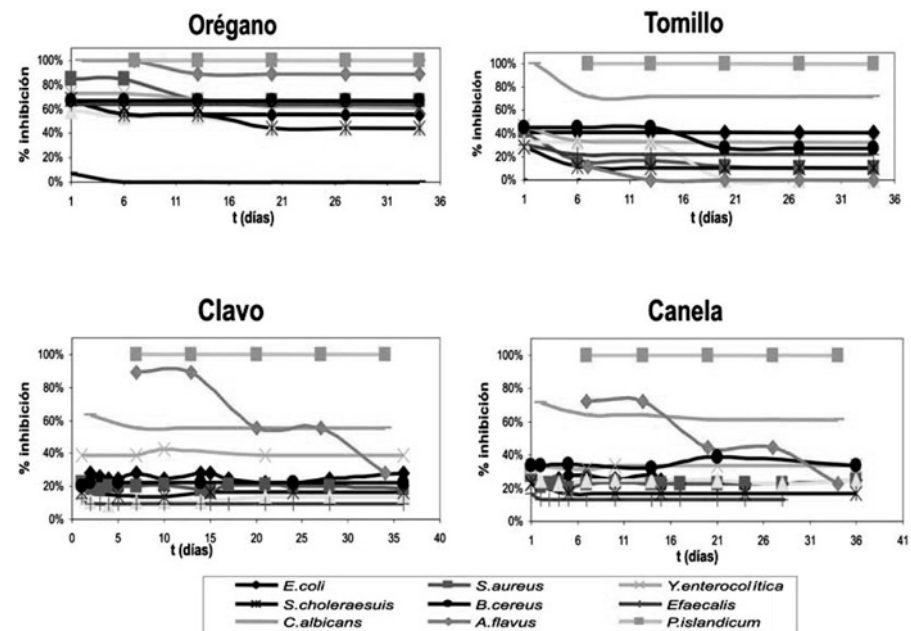 Orégano
% inhibición
100%
80%
60%
40%
20%
0%
1 6 11 16 21 26 31 36
t (días)
Tomillo
% inhibición
100%
80%
60%
40%
20%
0%
1 6 11 16 21 26 31 36
t (días)
Clavo
% inhibición
100%
80%
60%
40%
20%
0%
0 5 10 15 20 25 30 35 40
t (días)
Canela
% inhibición
100%
80%
60%
40%
20%
0%
1 6 11 16 21 26 31 36 41
t (días)
E.coli S.aureus Y.enterocolítica
S.choleraesuis B.cereus Efaecalis
C.albicans A.flavus P.islandicum